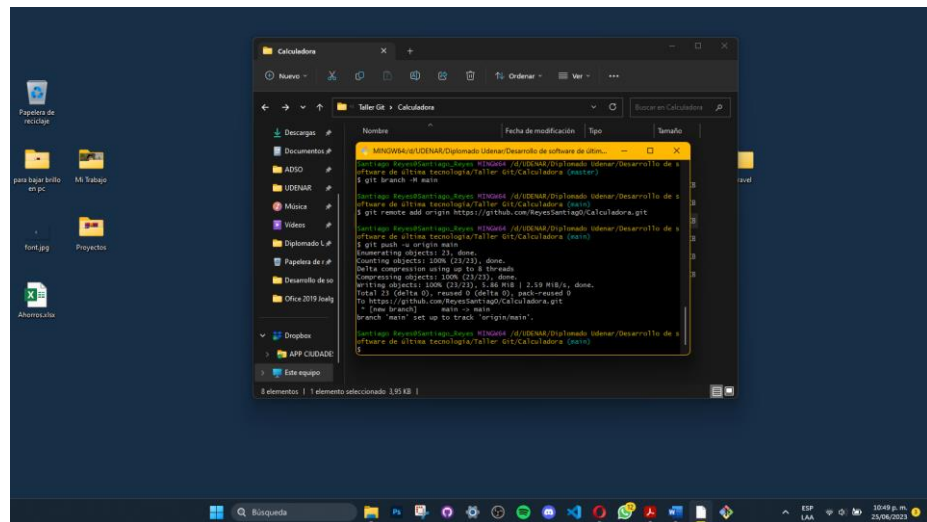 Papelera de
reciclaje
para bajar brillo
en pc
Mi Trabajo
font.jpg
Proyectos
Ahorros.xlsx
Calculadora
Nuevo
Ordenar
Ver
Taller Git > Calculadora
Buscar en Calculadora
Nombre
Fecha de modificación
Tipo
Tamaño
Descargas
Documentos
ADSO
UDENAR
Música
Videos
Diplomado L
Papelera de r
Desarrollo de so
Ofice 2019 Joalg
Dropbox
APP CIUDADE
Este equipo
8 elementos | 1 elemento seleccionado 3,95 KB |
MINGW64:/d/UDENAR/Diplomado Udenar/Desarrollo de software de últim...
Santiago Reyes@Santiago_Reyes MINGW64 /d/UDENAR/Diplomado Udenar/Desarrollo de s
oftware de última tecnología/Taller Git/Calculadora (master)
$ git branch -M main
Santiago Reyes@Santiago_Reyes MINGW64 /d/UDENAR/Diplomado Udenar/Desarrollo de s
oftware de última tecnología/Taller Git/Calculadora (main)
$ git remote add origin https://github.com/ReyesSantiagO/Calculadora.git
Santiago Reyes@Santiago_Reyes MINGW64 /d/UDENAR/Diplomado Udenar/Desarrollo de s
oftware de última tecnología/Taller Git/Calculadora (main)
$ git push -u origin main
Enumerating objects: 23, done.
Counting objects: 100% (23/23), done.
Delta compression using up to 8 threads
Compressing objects: 100% (23/23), done.
Writing objects: 100% (23/23), 5.86 MiB | 2.59 MiB/s, done.
Total 23 (delta 0), reused 0 (delta 0), pack-reused 0
To https://github.com/ReyesSantiagO/Calculadora.git
* [new branch] main -> main
branch 'main' set up to track 'origin/main'.
Santiago Reyes@Santiago_Reyes MINGW64 /d/UDENAR/Diplomado Udenar/Desarrollo de s
oftware de última tecnología/Taller Git/Calculadora (main)
$
Búsqueda
ESP
LAA
10:49 p. m.
25/06/2023